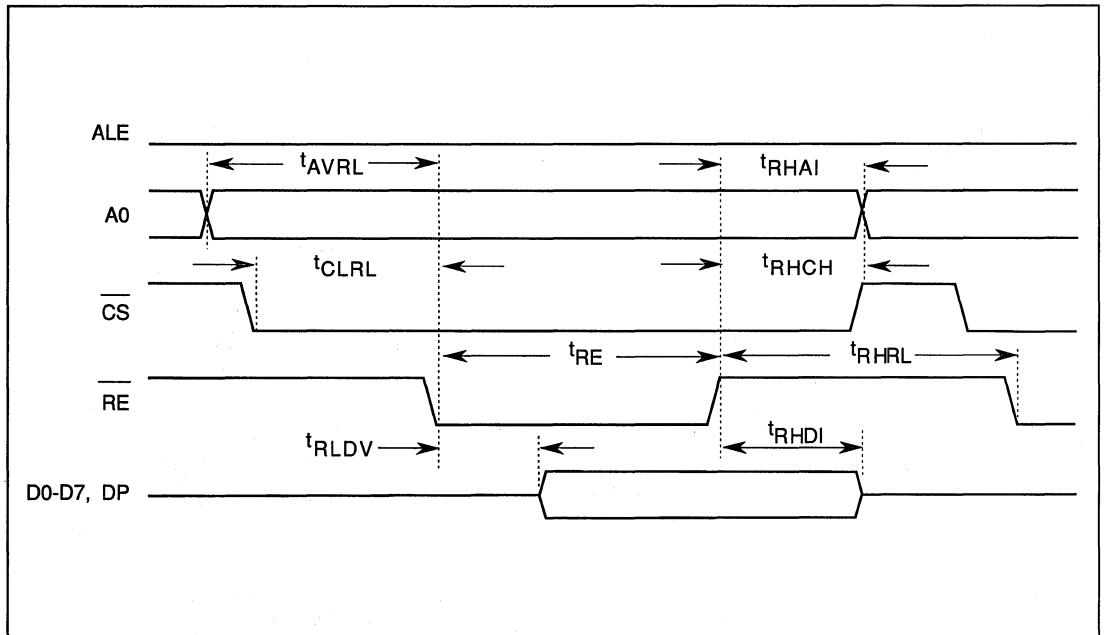 ALE
tAVRL tRHAI
A0
tCLRL tRHCH
CS
tRE tRHRL
RE
tRLDV tRHDI
D0-D7, DP